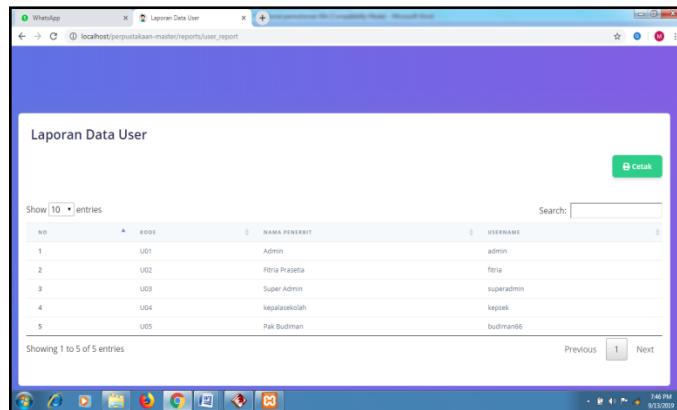 WhatsApp
Laporan Data User
localhost/perpustakaan-master/reports/user_report
M
Laporan Data User
Cetak
Show 10 entries
Search:
NO KODE NAMA PENERBIT USERNAME
1 U01 Admin admin
2 U02 Fitria Prasetia fitria
3 U03 Super Admin superadmin
4 U04 kepalasekolah kepsek
5 U05 Pak Budiman budiman66
Showing 1 to 5 of 5 entries
Previous 1 Next
7:46 PM
9/13/2019